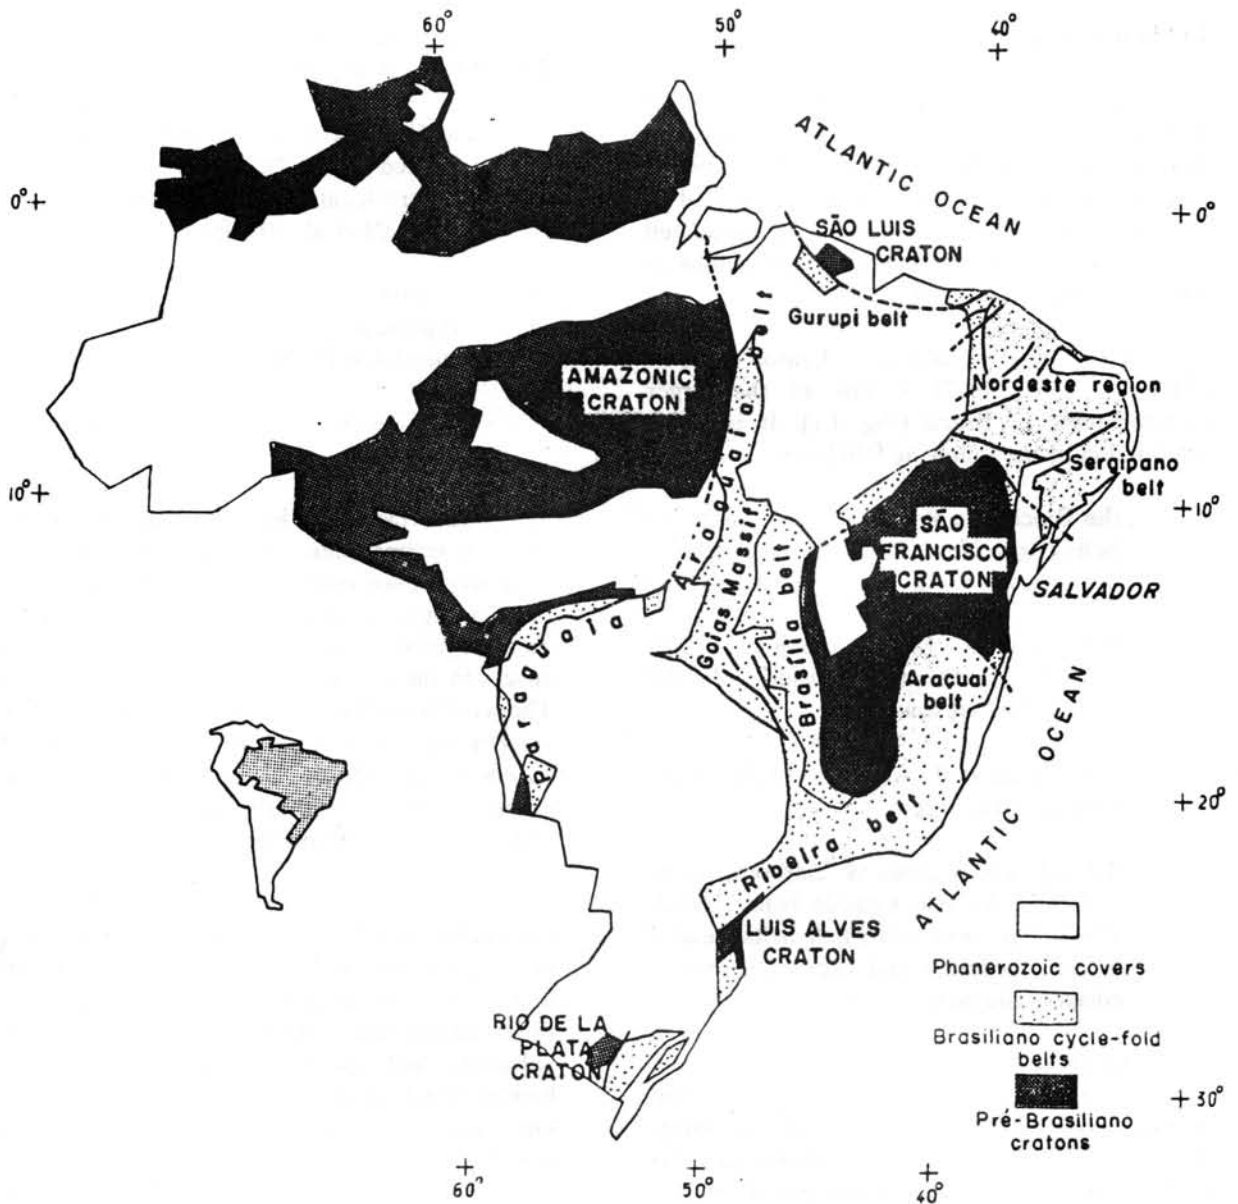 60° 50° 40°
ATLANTIC OCEAN
0° 0°
SÃO LUIS
CRATON
Gurupi belt
AMAZONIC
CRATON
Nordeste region
Sergipano
belt
10° 10°
SÃO
FRANCISCO
CRATON
SALVADOR
Araguaia belt
Goias Massif
Brasília belt
Paraguaia
Araçuaí
belt
ATLANTIC OCEAN
20°
Ribeira belt
LUIS ALVES
CRATON
RIO DE LA
PLATA
CRATON
Phanerozoic covers
Brasiliano cycle-fold
belts
Pré-Brasiliano
cratons
30°
60° 50° 40°